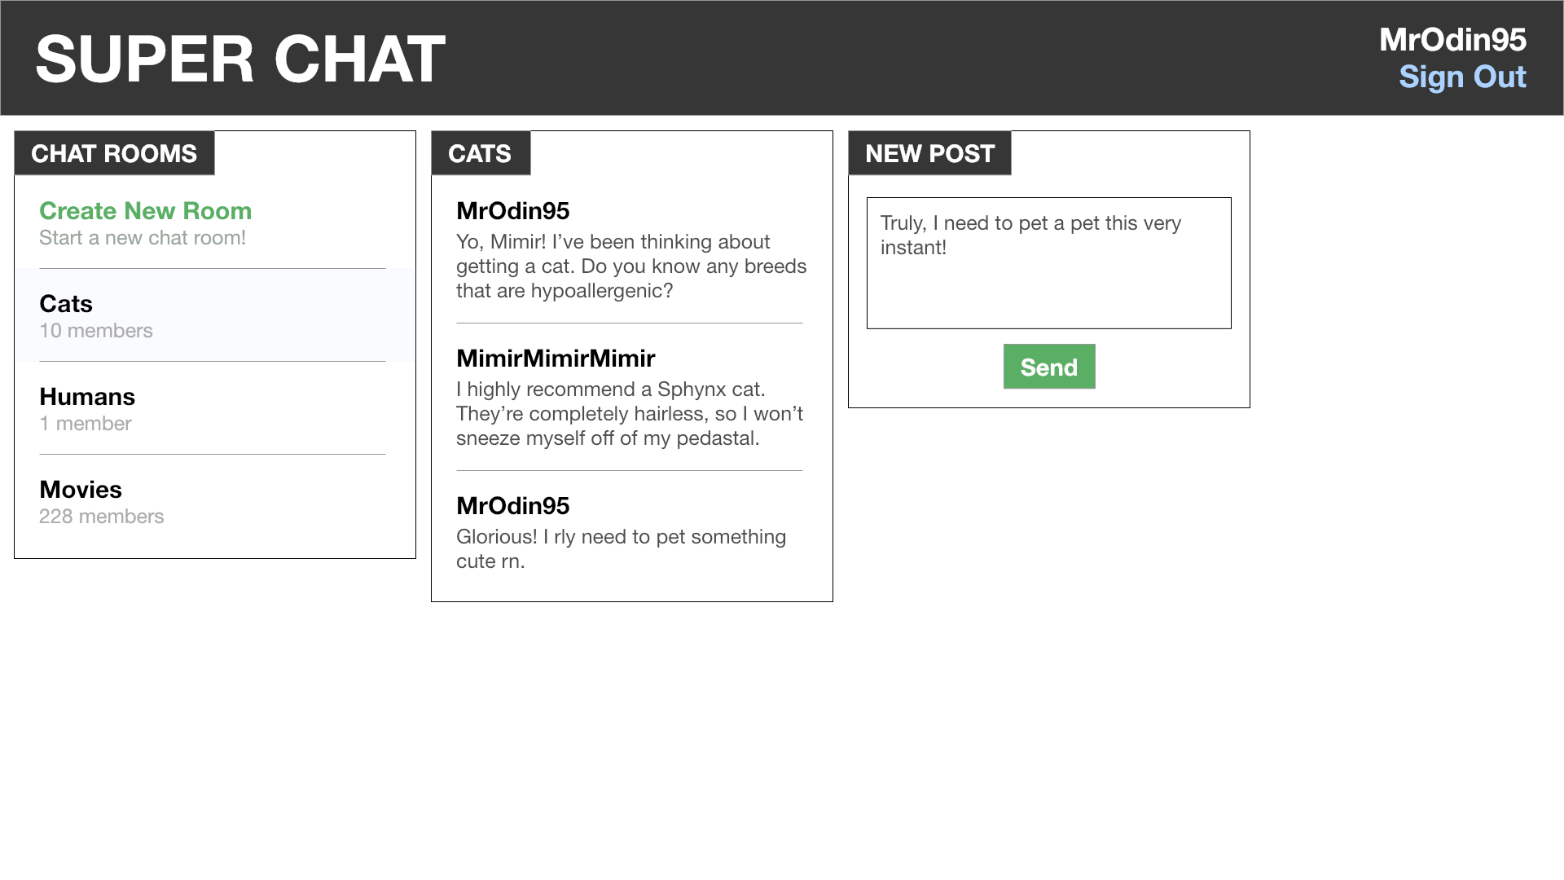 SUPER CHAT
MrOdin95
Sign Out
CHAT ROOMS
Create New Room
Start a new chat room!
Cats
10 members
Humans
1 member
Movies
228 members
CATS
MrOdin95
Yo, Mimir! I’ve been thinking about
getting a cat. Do you know any breeds
that are hypoallergenic?
MimirMimirMimir
I highly recommend a Sphynx cat.
They’re completely hairless, so I won’t
sneeze myself off of my pedastal.
MrOdin95
Glorious! I rly need to pet something
cute rn.
NEW POST
Truly, I need to pet a pet this very
instant!
Send